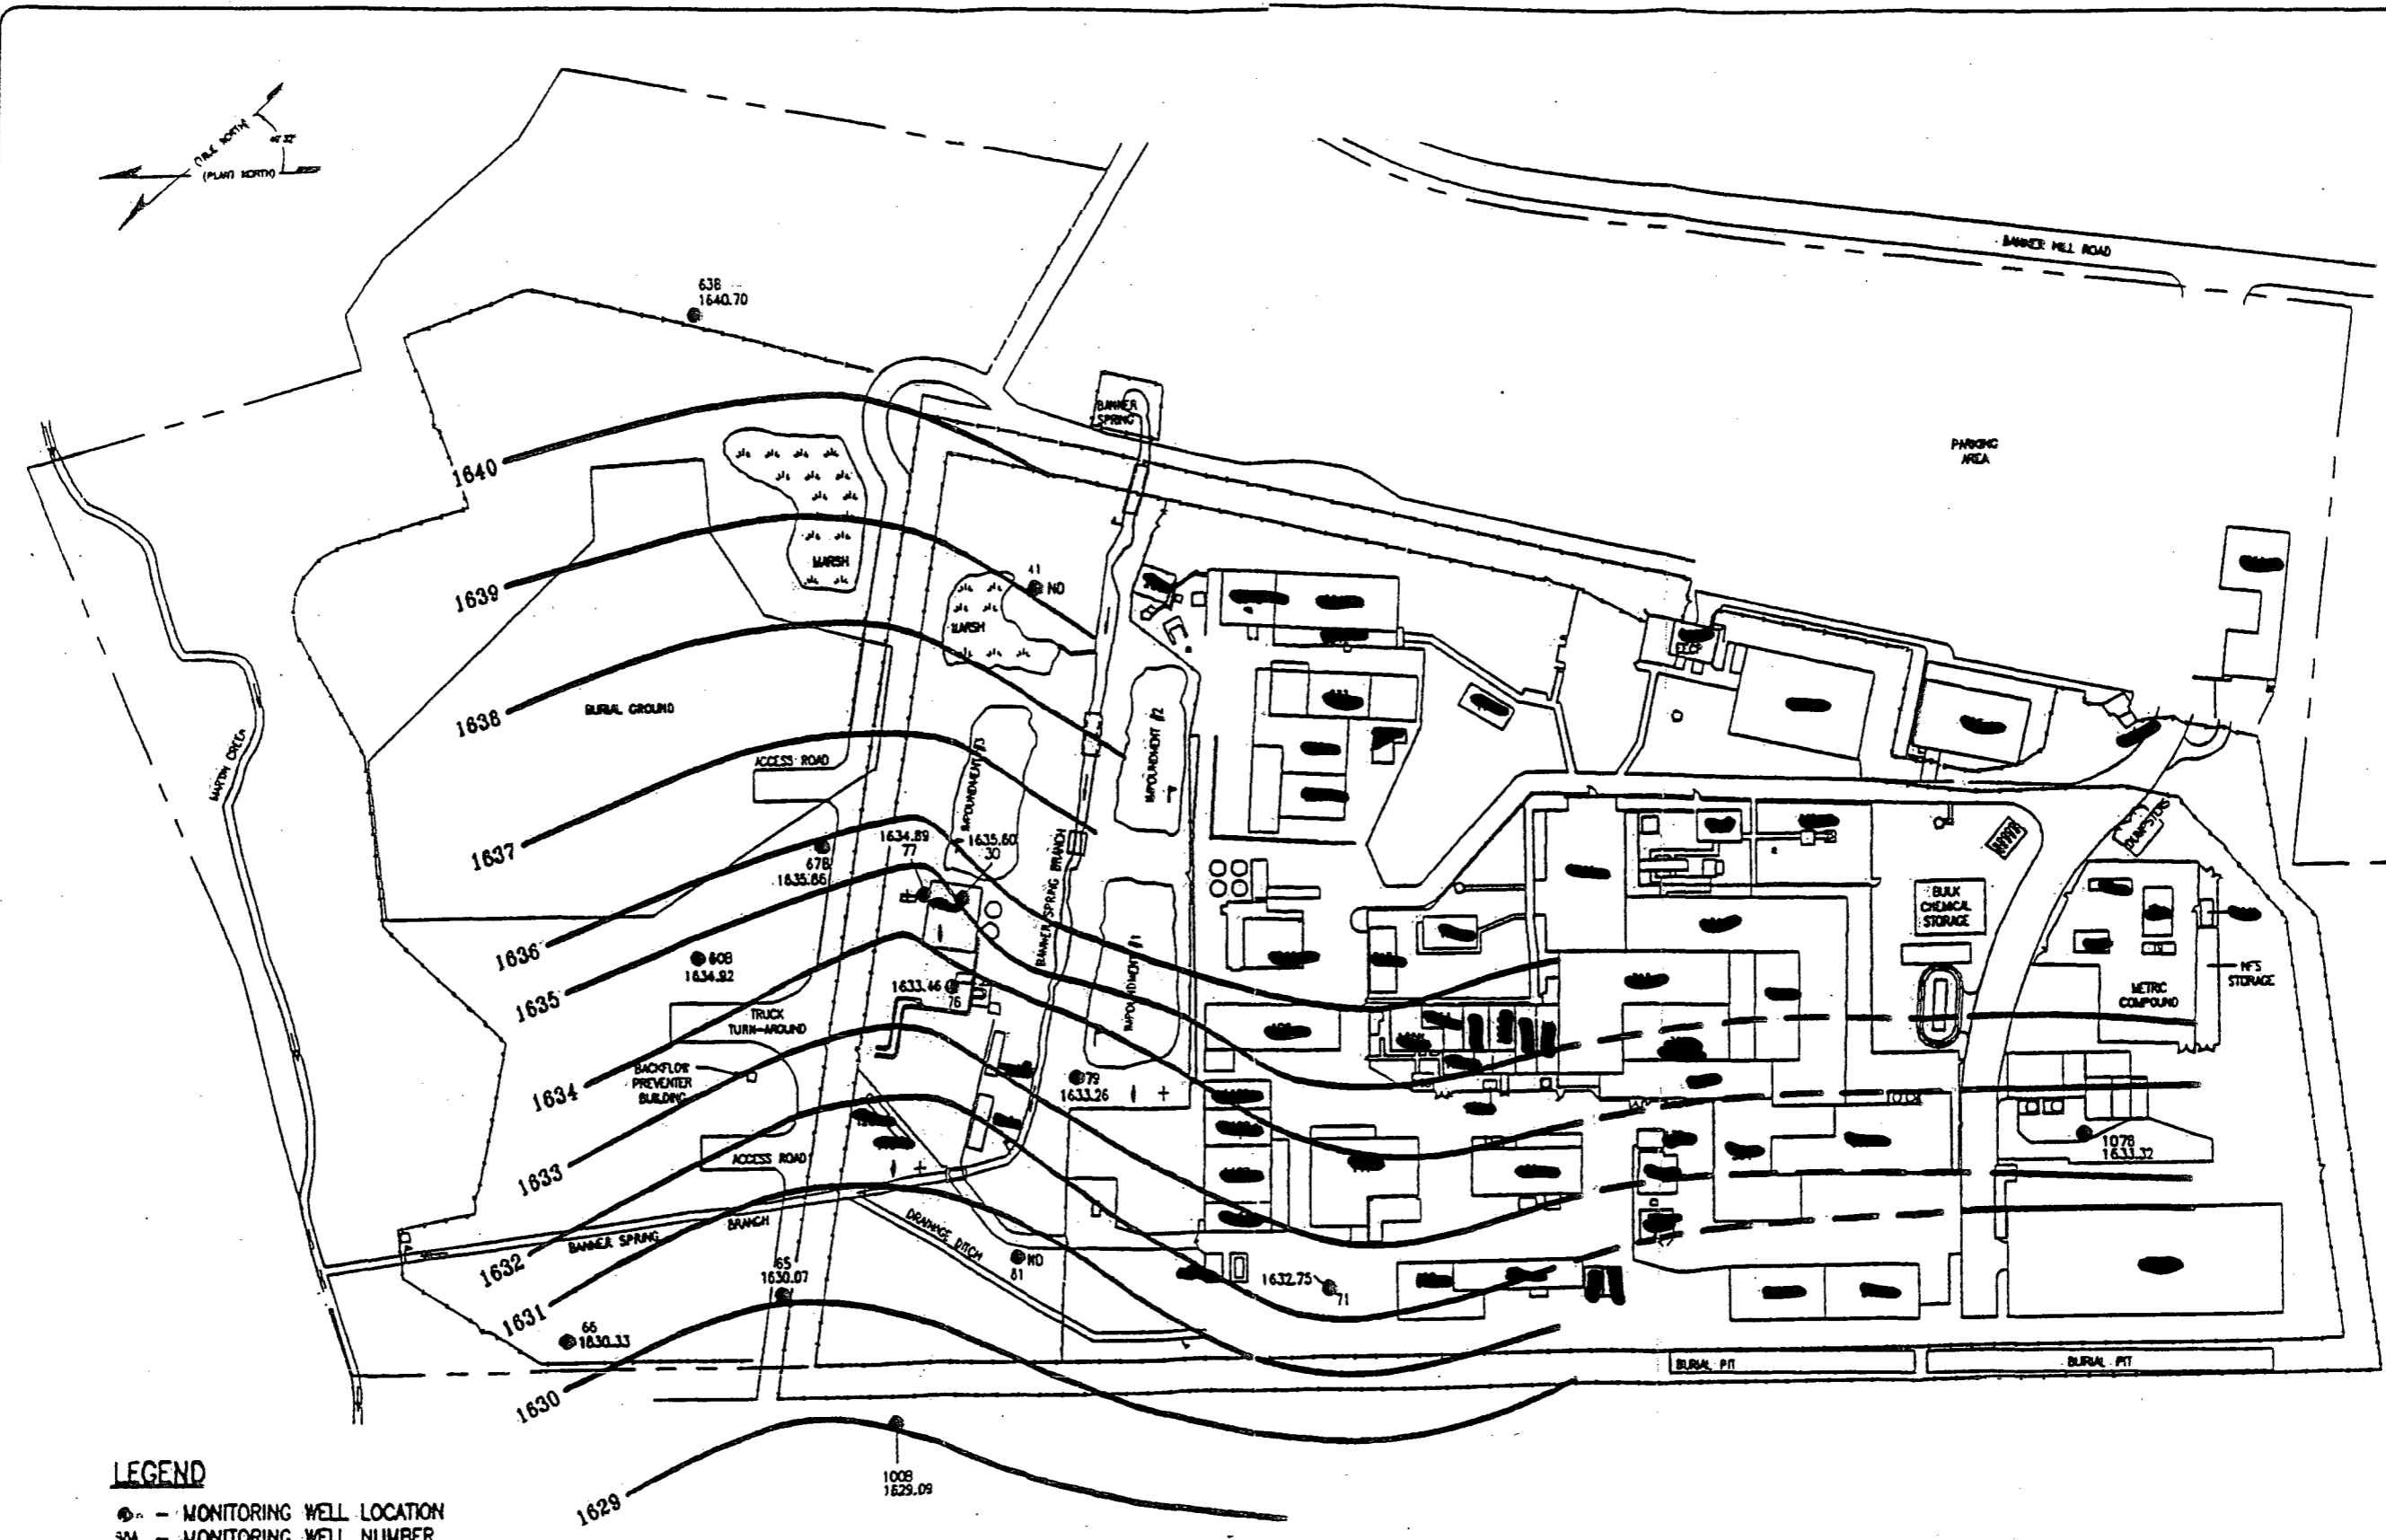 (TRUE NORTH)
(PLANT NORTH)
BANNER HILL ROAD
63B
1640.70
BANNER
SPRING
PARKING
AREA
1640
MARSH
41
ND
1639
MARSH
1638
BURIAL GROUND
IMPOUNDMENT #2
MARTIN CREEK
ACCESS ROAD
IMPOUNDMENT #3
1637
1634.89
77
1635.60
30
67B
1635.86
BANNER SPRING BRANCH
DUMPSTERS
BULK
CHEMICAL
STORAGE
1636
60B
1634.92
1635
1633.46
76
IMPOUNDMENT #1
NFS
STORAGE
METRIC
COMPOUND
TRUCK
TURN-AROUND
1634
BACKFLOW
PREVENTER
BUILDING
79
1633.26
107B
1633.32
1633
ACCESS ROAD
BANNER SPRING BRANCH
DRAINAGE DITCH
1632
65
1630.07
ND
81
1632.75
71
1631
66
1630.33
BURIAL PIT
BURIAL PIT
1630
100B
1629.09
1629
LEGEND
- MONITORING WELL LOCATION
- MONITORING WELL NUMBER